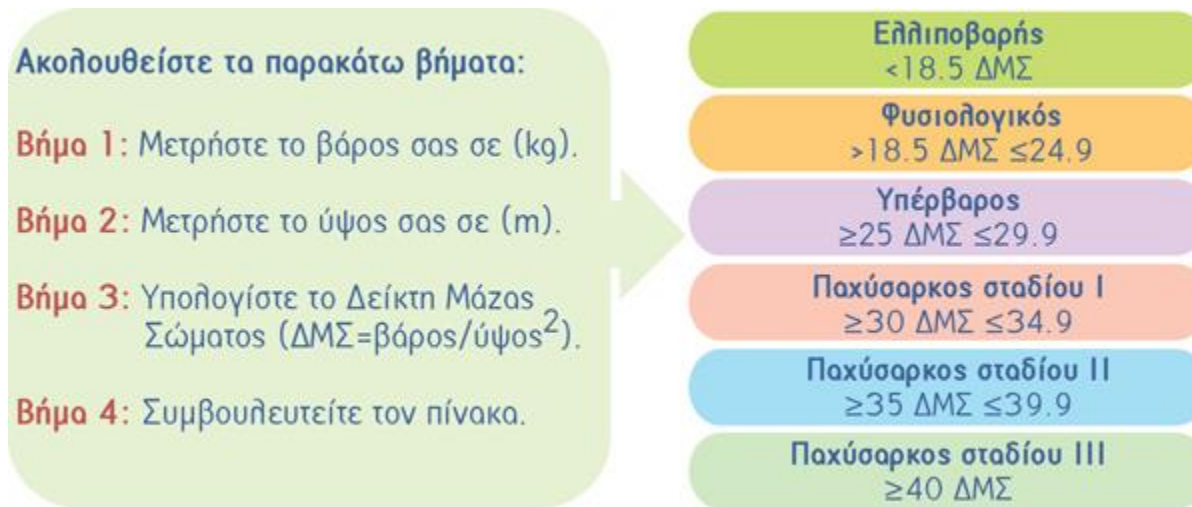 Ακολουθείστε τα παρακάτω βήματα:
Βήμα 1: Μετρήστε το βάρος σας σε (kg).
Βήμα 2: Μετρήστε το ύψος σας σε (m).
Βήμα 3: Υπολογίστε το Δείκτη Μάζας
Σώματος (ΔΜΣ=βάρος/ύψος²).
Βήμα 4: Συμβουλευτείτε τον πίνακα.
Ελλιποβαρής
<18.5 ΔΜΣ
Φυσιολογικός
>18.5 ΔΜΣ ≤24.9
Υπέρβαρος
≥25 ΔΜΣ ≤29.9
Παχύσαρκος σταδίου Ι
≥30 ΔΜΣ ≤34.9
Παχύσαρκος σταδίου ΙΙ
≥35 ΔΜΣ ≤39.9
Παχύσαρκος σταδίου ΙΙΙ
≥40 ΔΜΣ